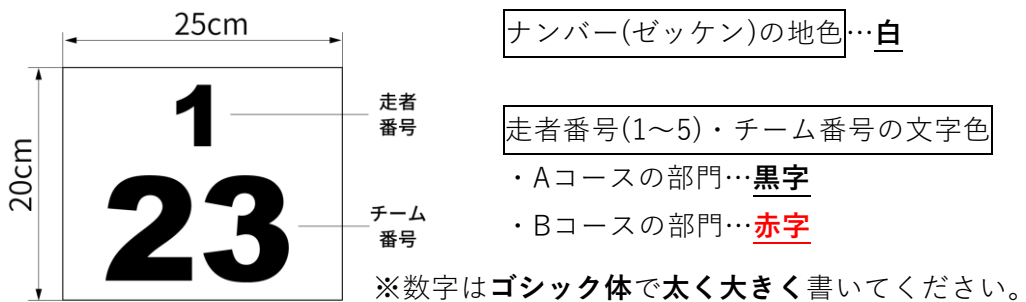 25cm
20cm
1
走者
番号
23
チーム
番号
ナンバー(ゼッケン)の地色…白
走者番号(1～5)・チーム番号の文字色
・Aコースの部門…黒字
・Bコースの部門…赤字
※数字はゴシック体で太く大きく書いてください。